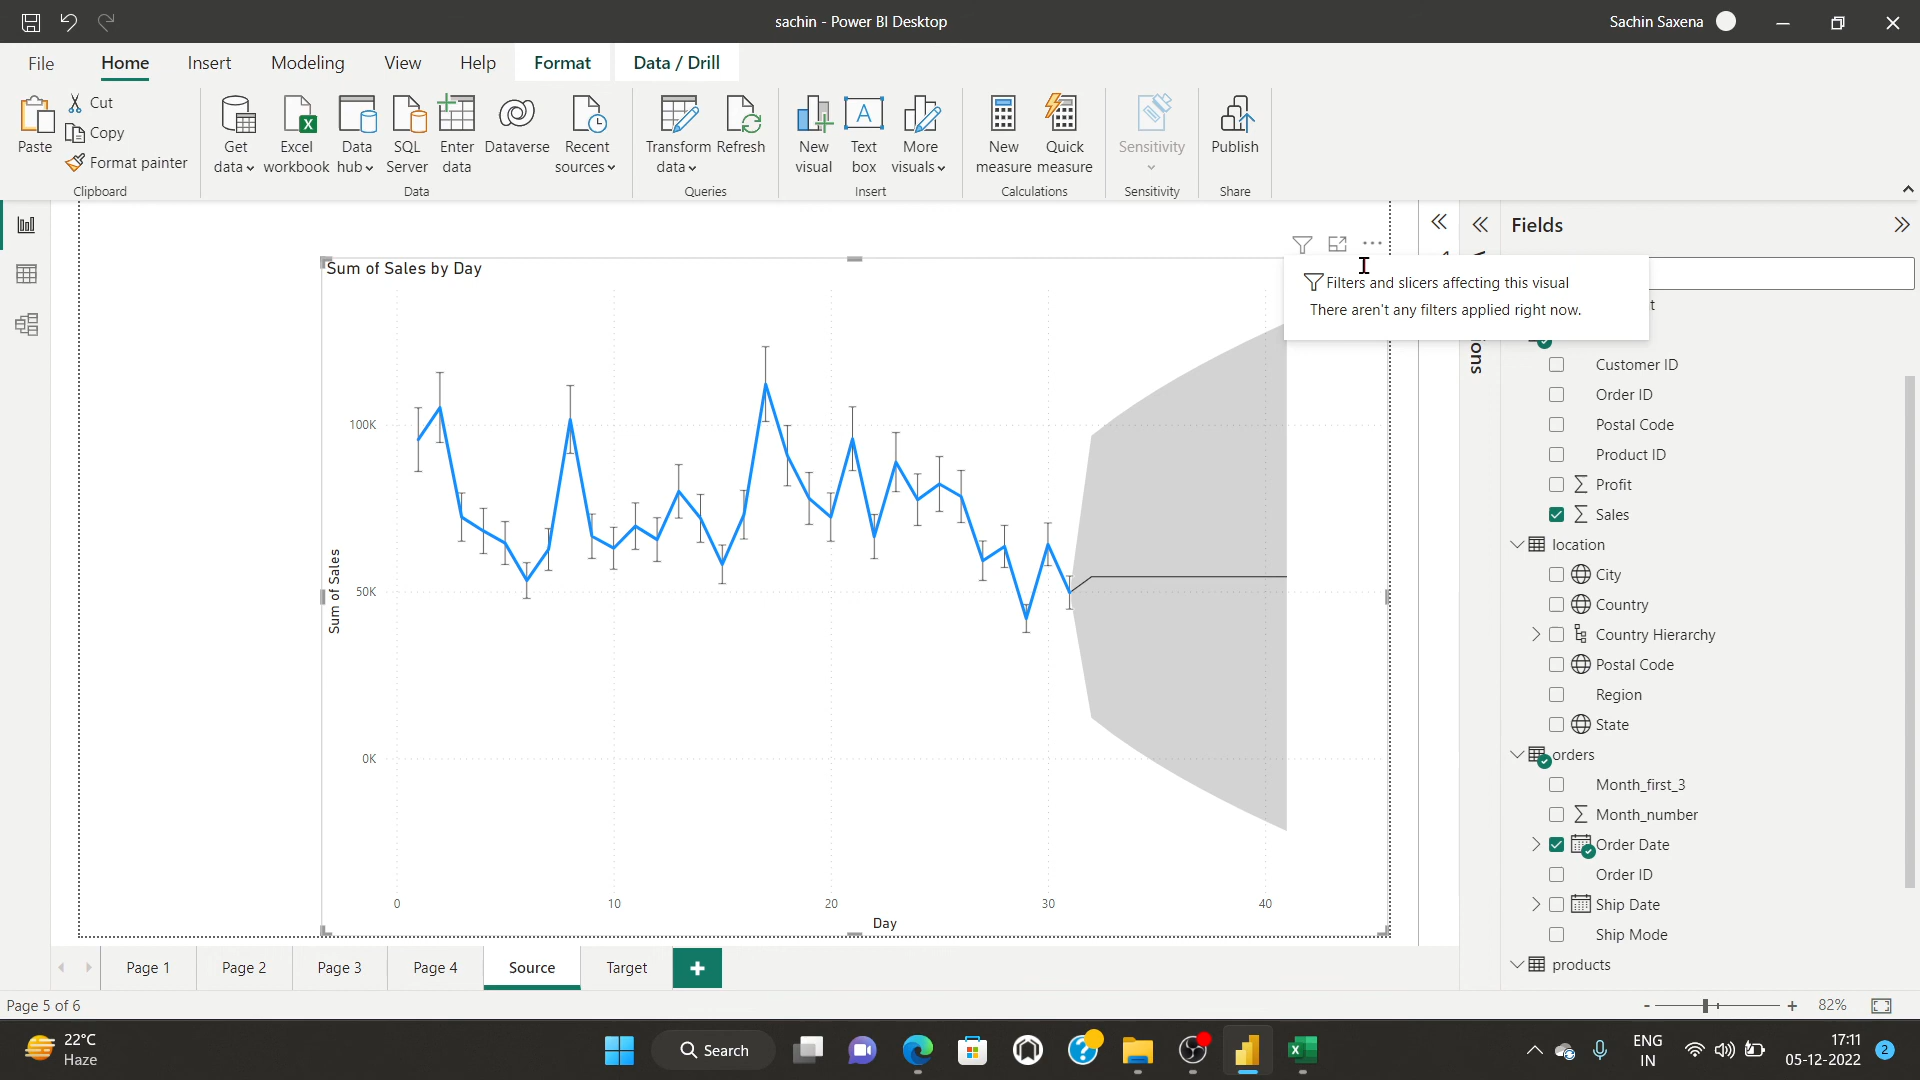 sachin - Power BI Desktop
Sachin Saxena
File
Home
Insert
Modeling
View
Help
Format
Data / Drill
Paste
Cut
Copy
Format painter
Clipboard
Get data
Excel workbook
Data hub
SQL Server
Enter data
Dataverse
Recent sources
Data
Transform data
Refresh
Queries
New visual
Text box
More visuals
Insert
New measure
Quick measure
Calculations
Sensitivity
Sensitivity
Publish
Share
Sum of Sales by Day
Filters and slicers affecting this visual
There aren't any filters applied right now.
100K
50K
0K
Sum of Sales
0
10
20
30
40
Day
Fields
Customer ID
Order ID
Postal Code
Product ID
Profit
Sales
location
City
Country
Country Hierarchy
Postal Code
Region
State
orders
Month_first_3
Month_number
Order Date
Order ID
Ship Date
Ship Mode
products
Page 1
Page 2
Page 3
Page 4
Source
Target
Page 5 of 6
82%
22°C
Haze
Search
ENG
IN
17:11
05-12-2022
2